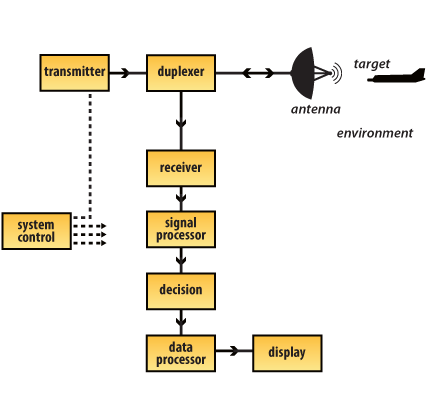 transmitter
duplexer
target
antenna
environment
receiver
system
control
signal
processor
decision
data
processor
display